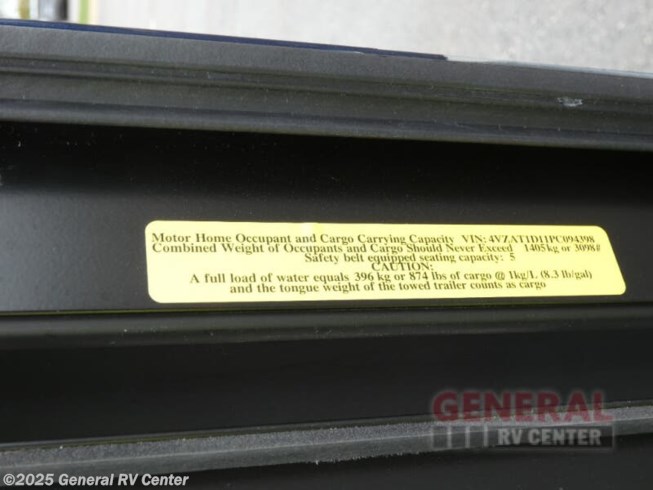 Motor Home Occupant and Cargo Carrying Capacity VIN: 4VZAT1D11PC094398
Combined Weight of Occupants and Cargo Should Never Exceed 1405kg or 3098#
Safety belt equipped seating capacity: 5
CAUTION:
A full load of water equals 396 kg or 874 lbs of cargo @ 1kg/L (8.3 lb/gal)
and the tongue weight of the towed trailer counts as cargo
GENERAL
RV CENTER
©2025 General RV Center